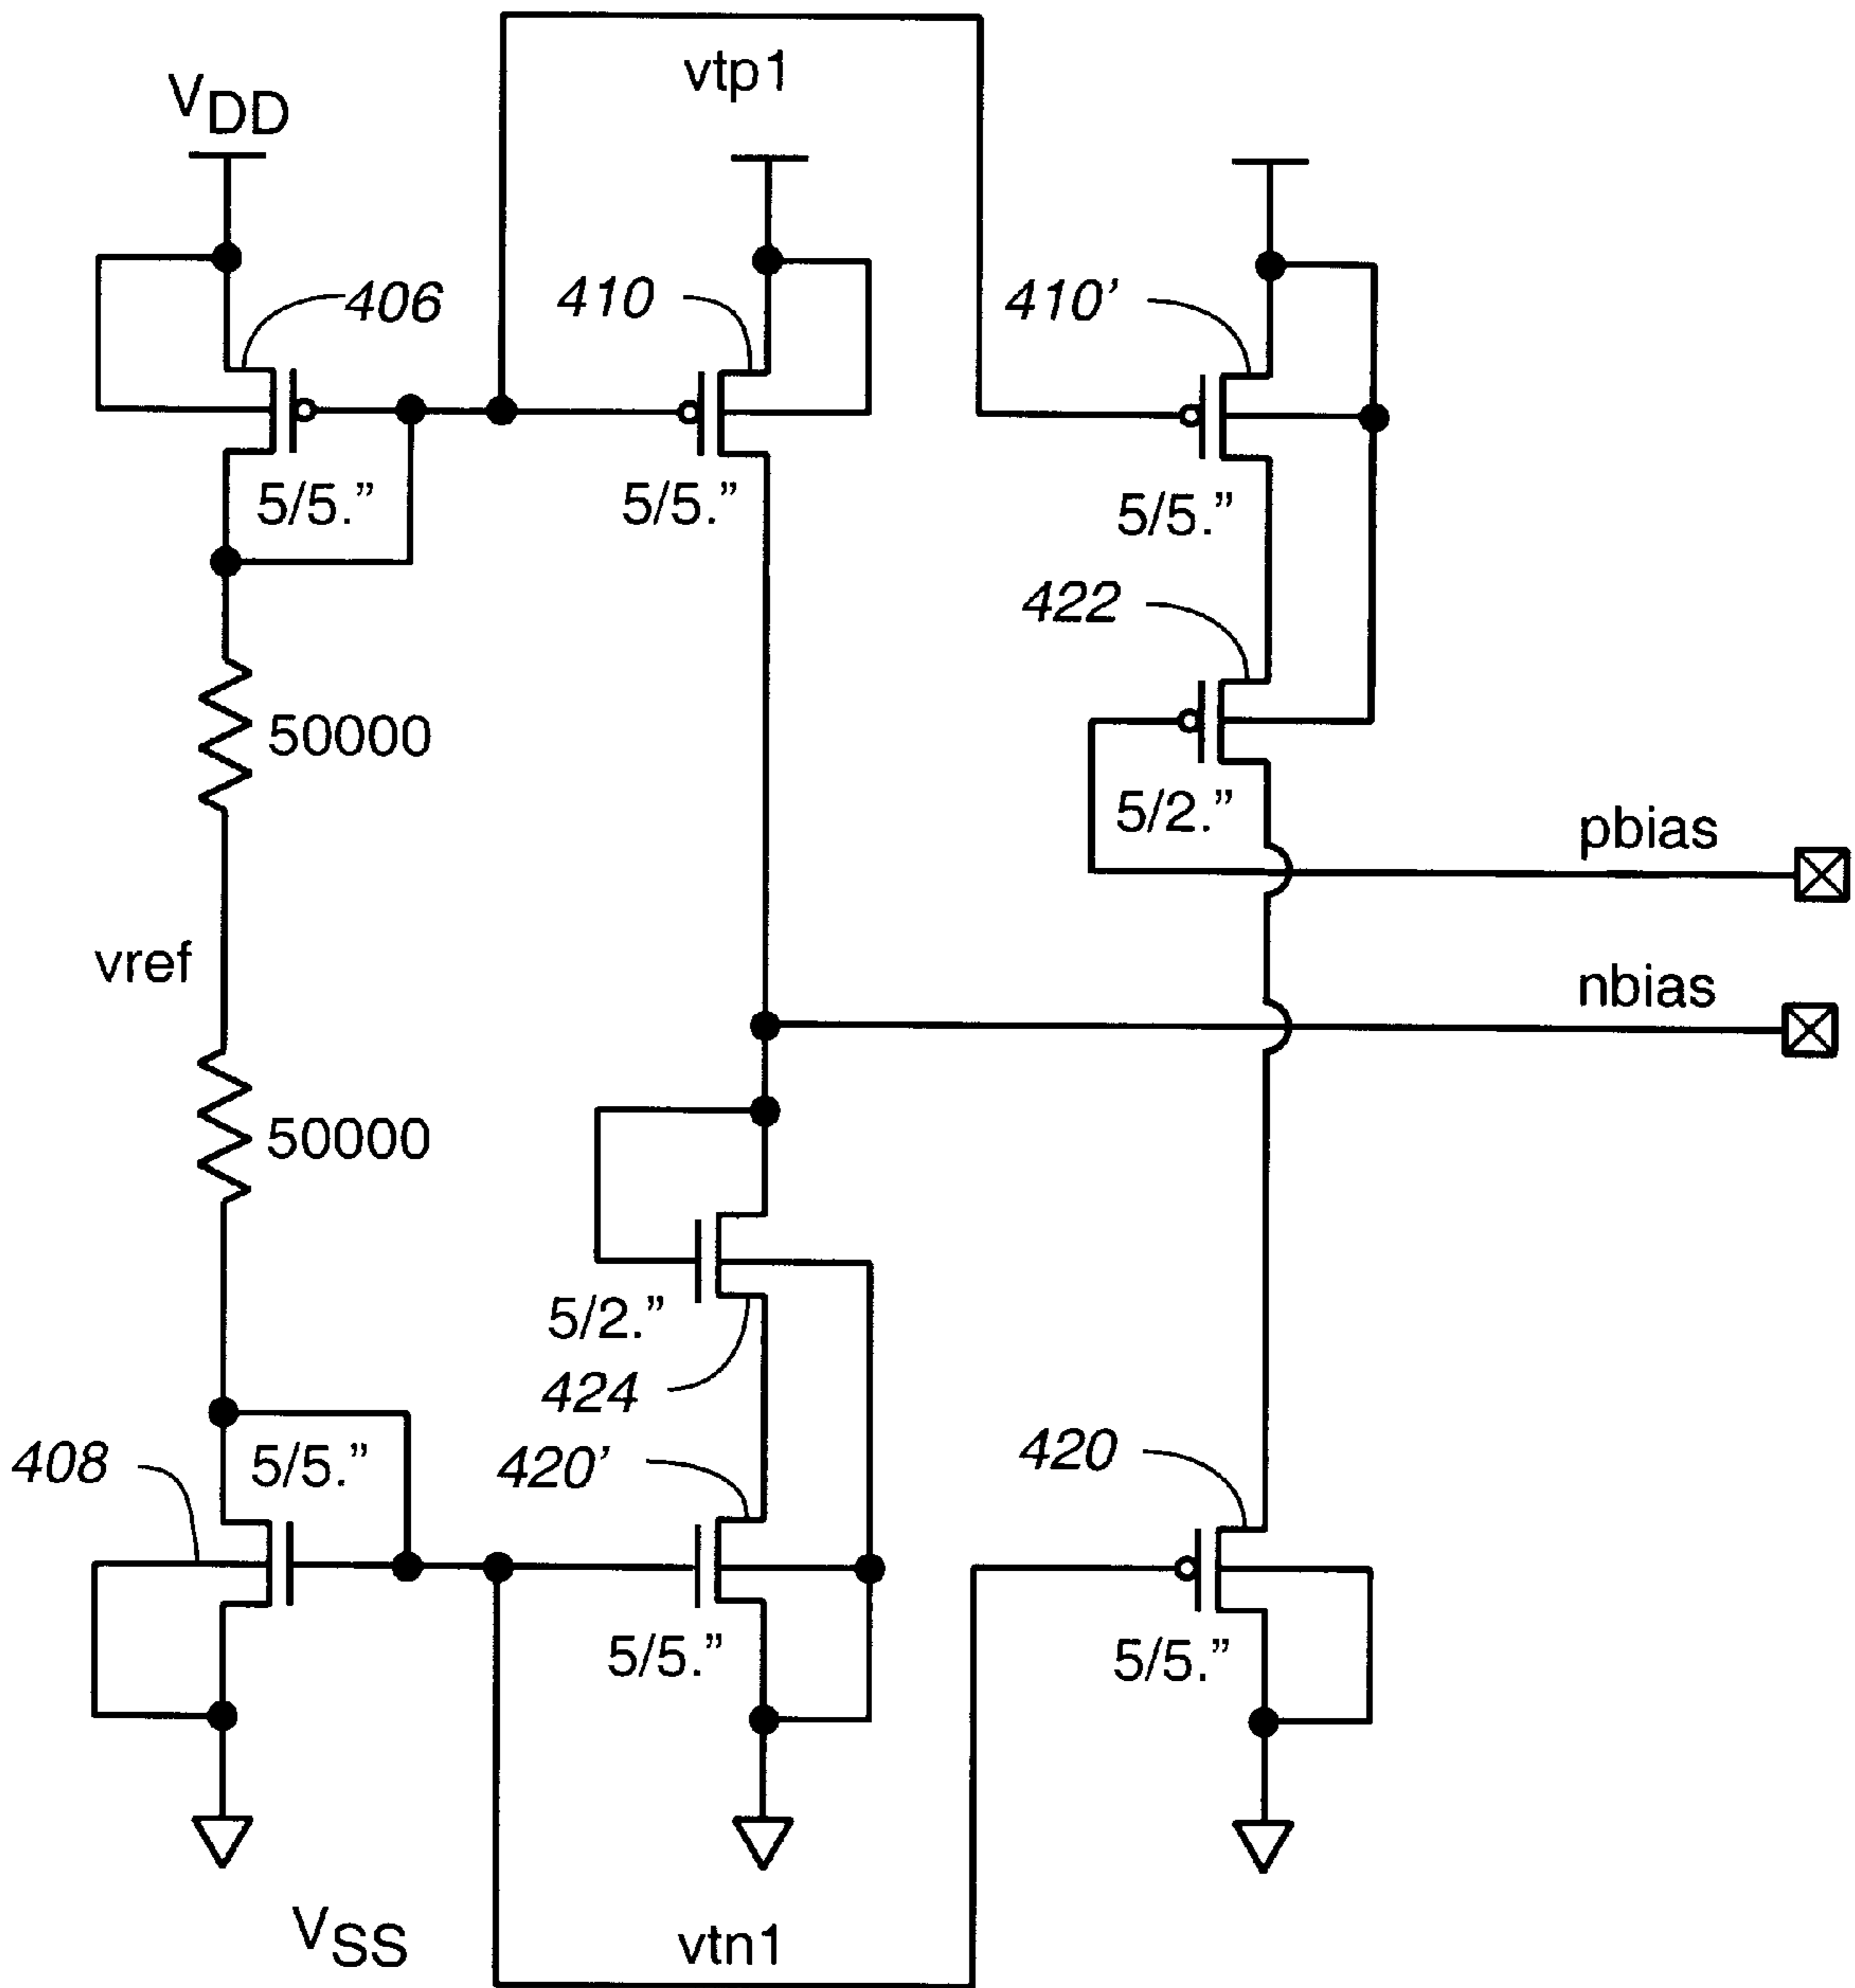 vtp1
VDD
406
410
410’
5/5.”
5/5.”
5/5.”
422
50000
5/2.”
pbias
vref
nbias
50000
5/2.”
424
408
5/5.”
420’
420
5/5.”
5/5.”
VSS
vtn1